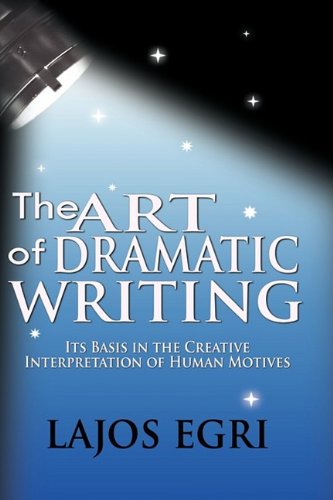 The ART
of DRAMATIC
WRITING
ITS BASIS IN THE CREATIVE
INTERPRETATION OF HUMAN MOTIVES
LAJOS EGRI